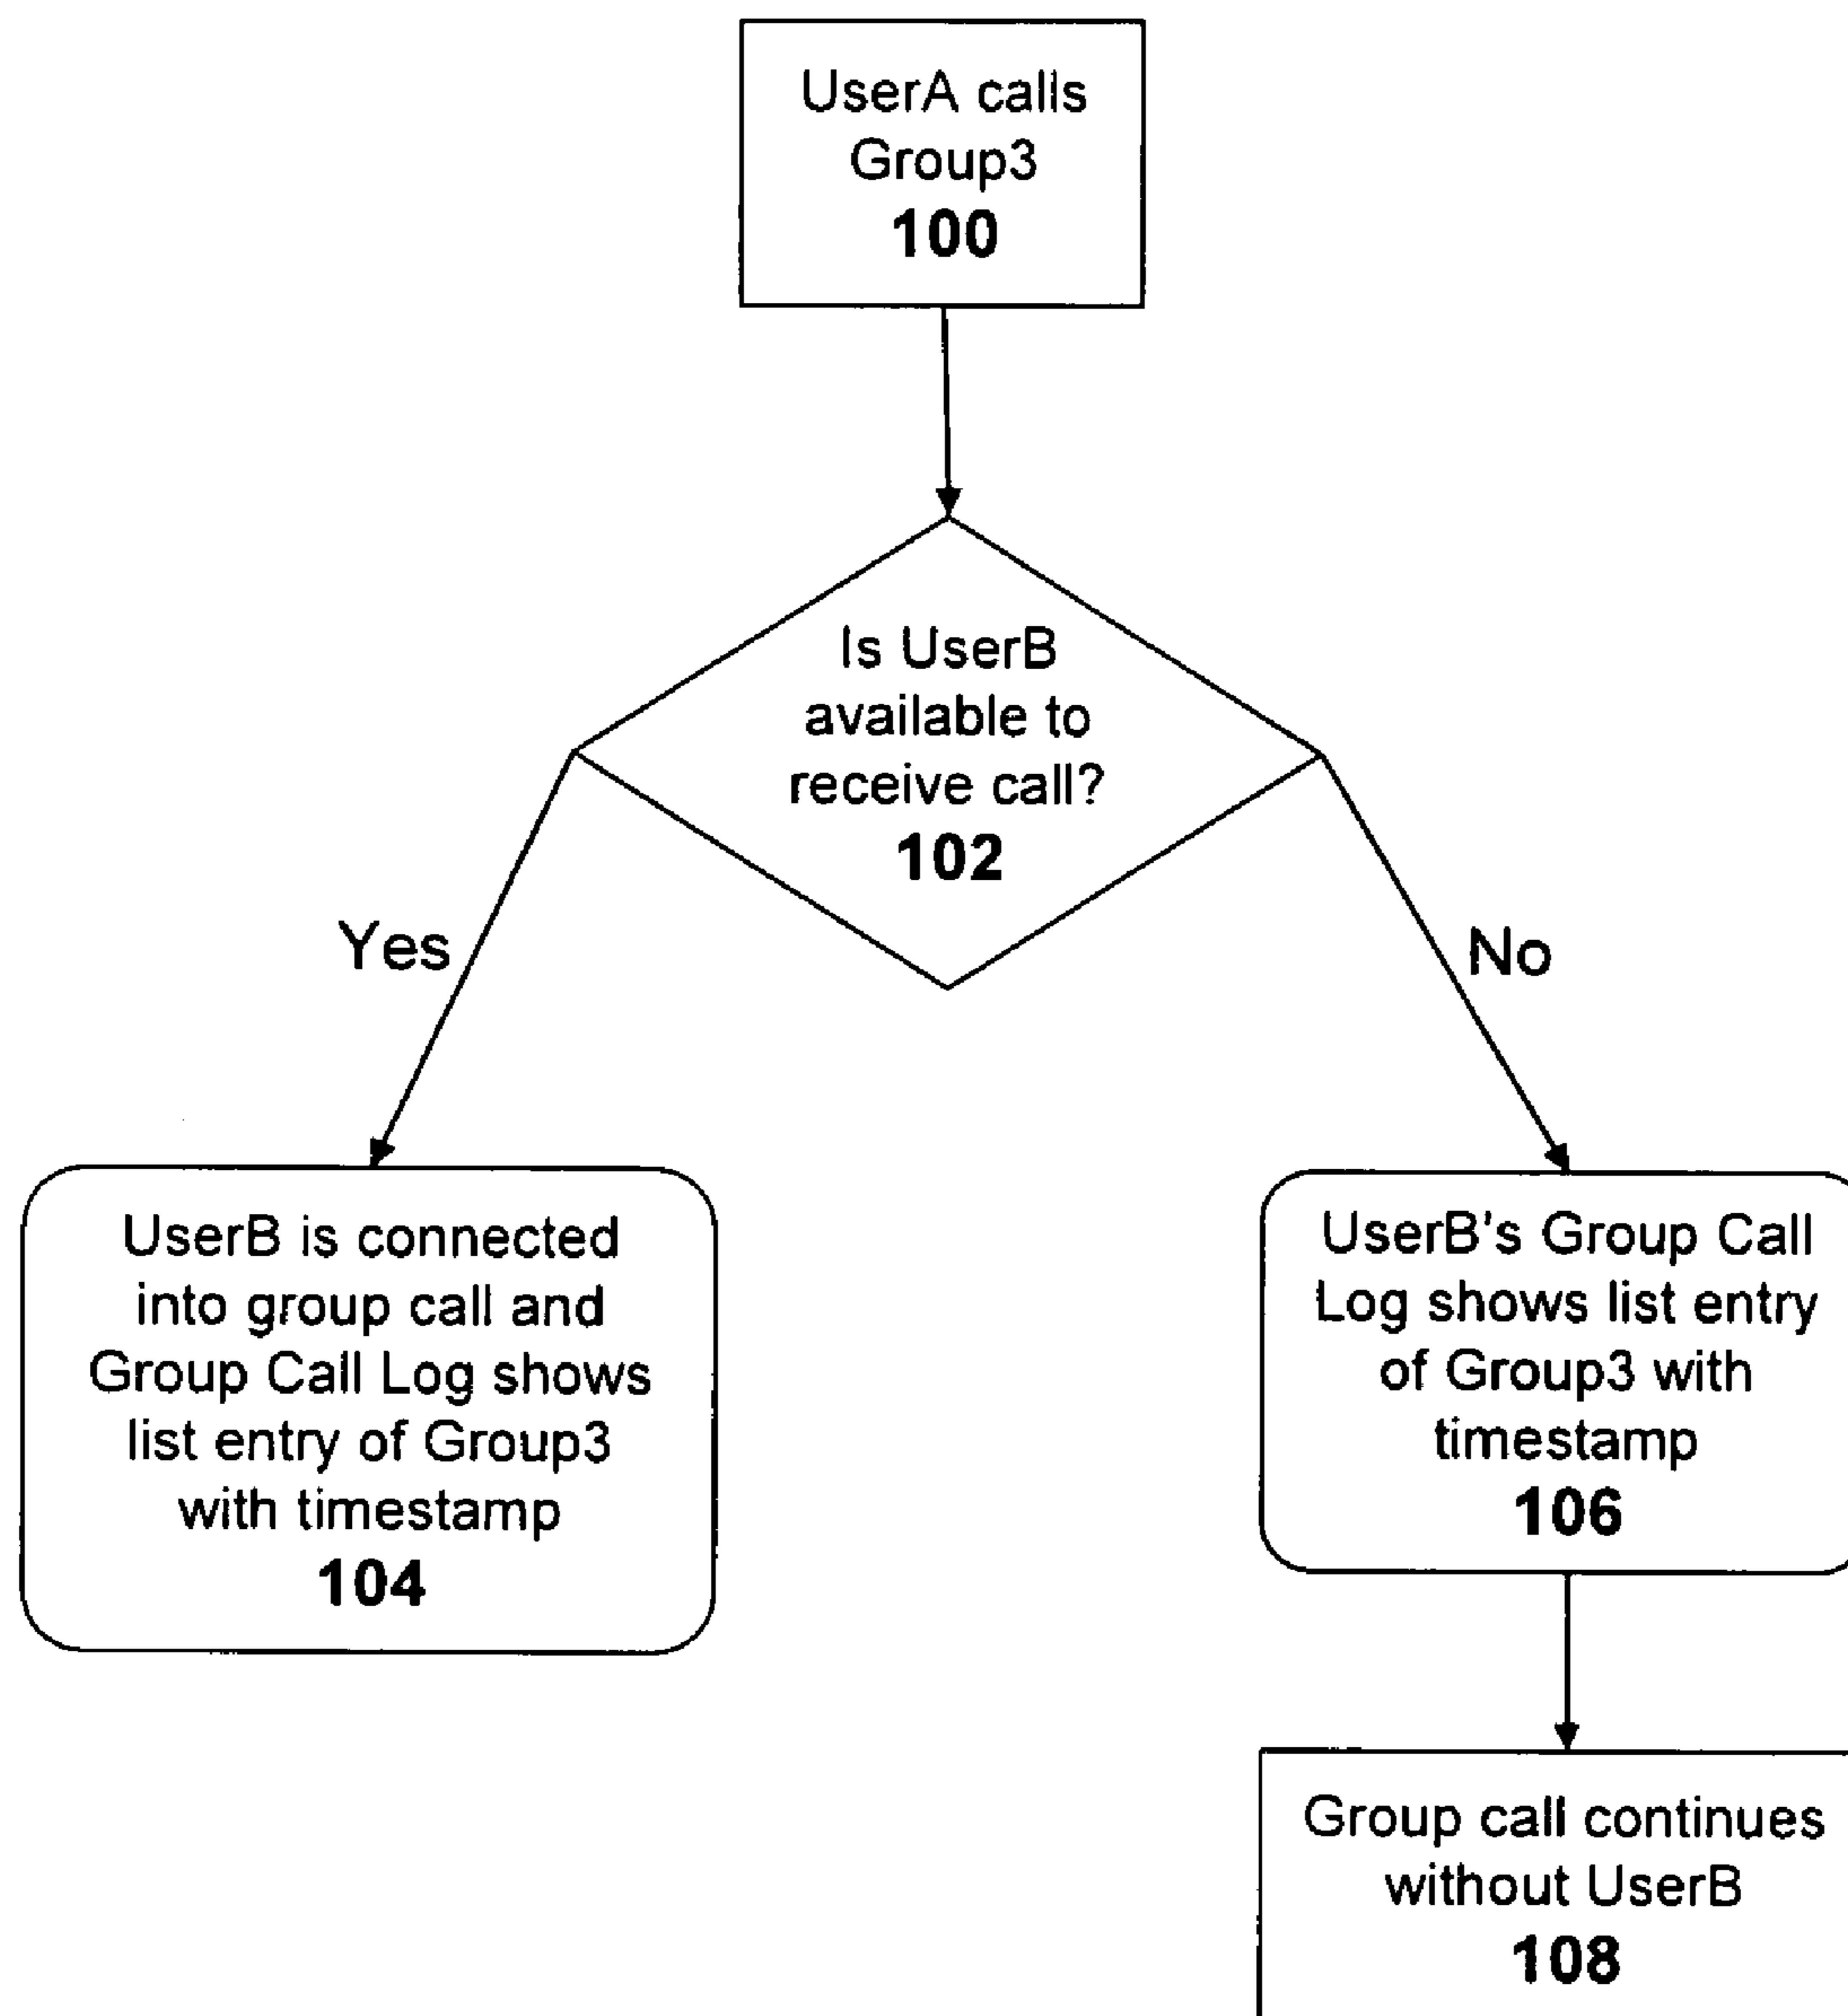 UserA calls
Group3
100
Is UserB
available to
receive call?
102
Yes
No
UserB is connected
into group call and
Group Call Log shows
list entry of Group3
with timestamp
104
UserB's Group Call
Log shows list entry
of Group3 with
timestamp
106
Group call continues
without UserB
108